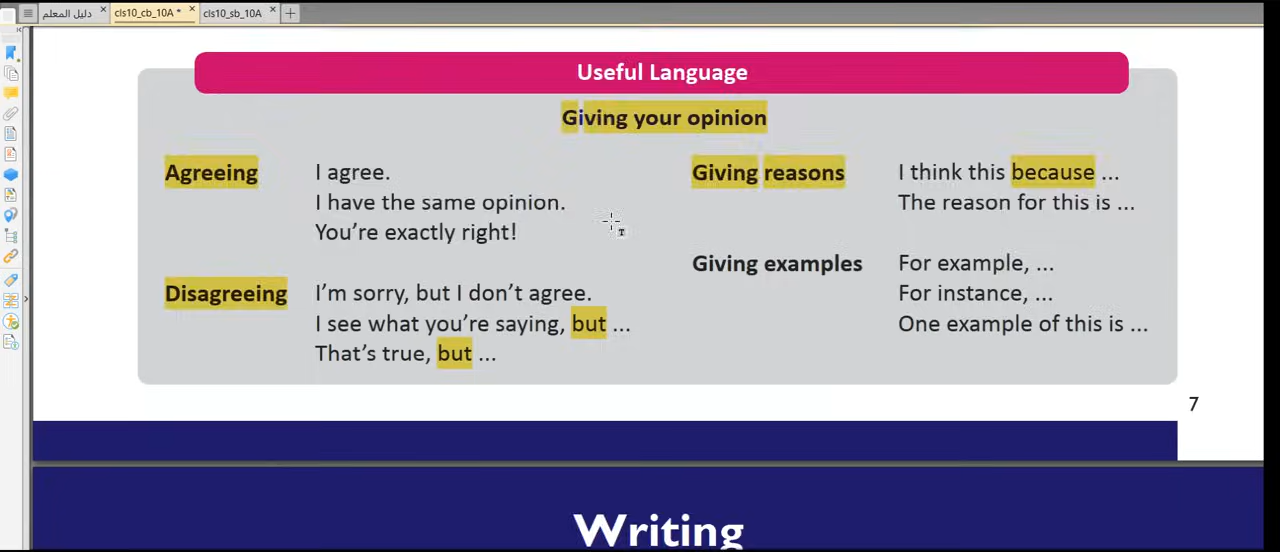 دليل المعلم
cls10_cb_10A *
cls10_sb_10A
Useful Language
Giving your opinion
Agreeing
I agree.
I have the same opinion.
You're exactly right!
Disagreeing
I'm sorry, but I don't agree.
I see what you're saying, but ...
That's true, but ...
Giving reasons
I think this because ...
The reason for this is ...
Giving examples
For example, ...
For instance, ...
One example of this is ...
7
Writing